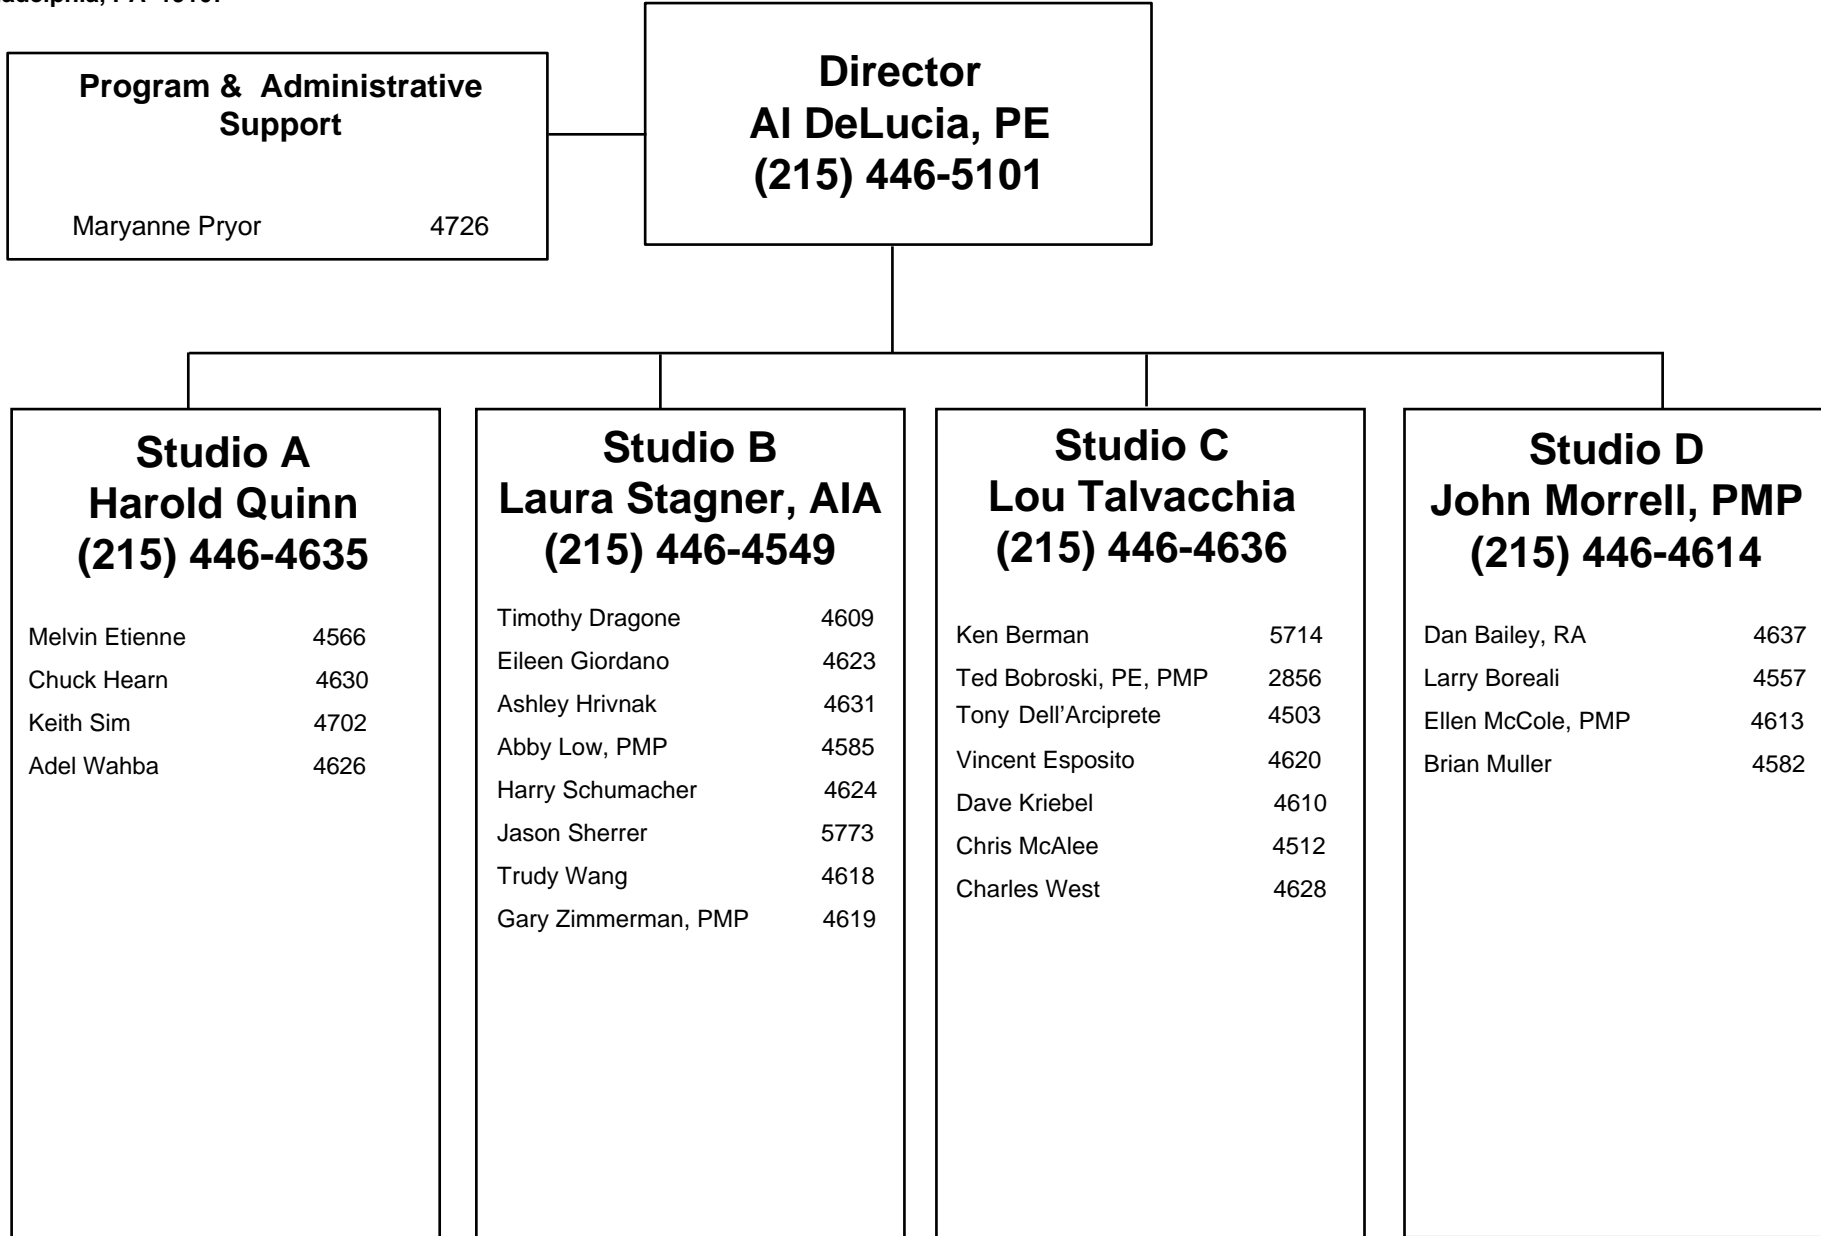 PA
Program & Administrative
Support
Maryanne Pryor 4726
Director
Al DeLucia, PE
(215) 446-5101
Studio A
Harold Quinn
(215) 446-4635
Melvin Etienne 4566
Chuck Hearn 4630
Keith Sim 4702
Adel Wahba 4626
Studio B
Laura Stagner, AIA
(215) 446-4549
Timothy Dragone 4609
Eileen Giordano 4623
Ashley Hrivnak 4631
Abby Low, PMP 4585
Harry Schumacher 4624
Jason Sherrer 5773
Trudy Wang 4618
Gary Zimmerman, PMP 4619
Studio C
Lou Talvacchia
(215) 446-4636
Ken Berman 5714
Ted Bobroski, PE, PMP 2856
Tony Dell’Arciprete 4503
Vincent Esposito 4620
Dave Kriebel 4610
Chris McAlee 4512
Charles West 4628
Studio D
John Morrell, PMP
(215) 446-4614
Dan Bailey, RA 4637
Larry Boreali 4557
Ellen McCole, PMP 4613
Brian Muller 4582